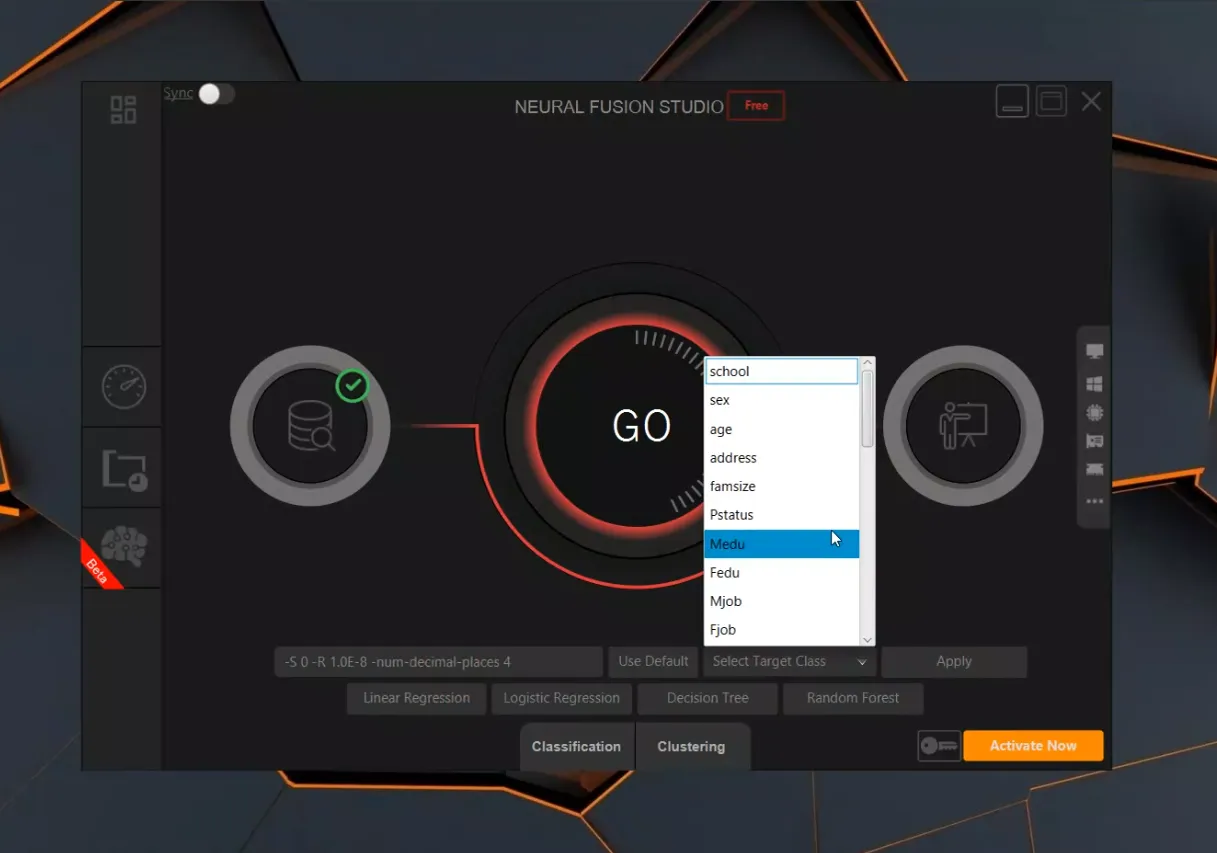 Sync
NEURAL FUSION STUDIO Free
GO
school
sex
age
address
famsize
Pstatus
Medu
Fedu
Mjob
Fjob
Beta
-S 0 -R 1.0E-8 -num-decimal-places 4 Use Default Select Target Class Apply
Linear Regression Logistic Regression Decision Tree Random Forest
Classification Clustering Activate Now